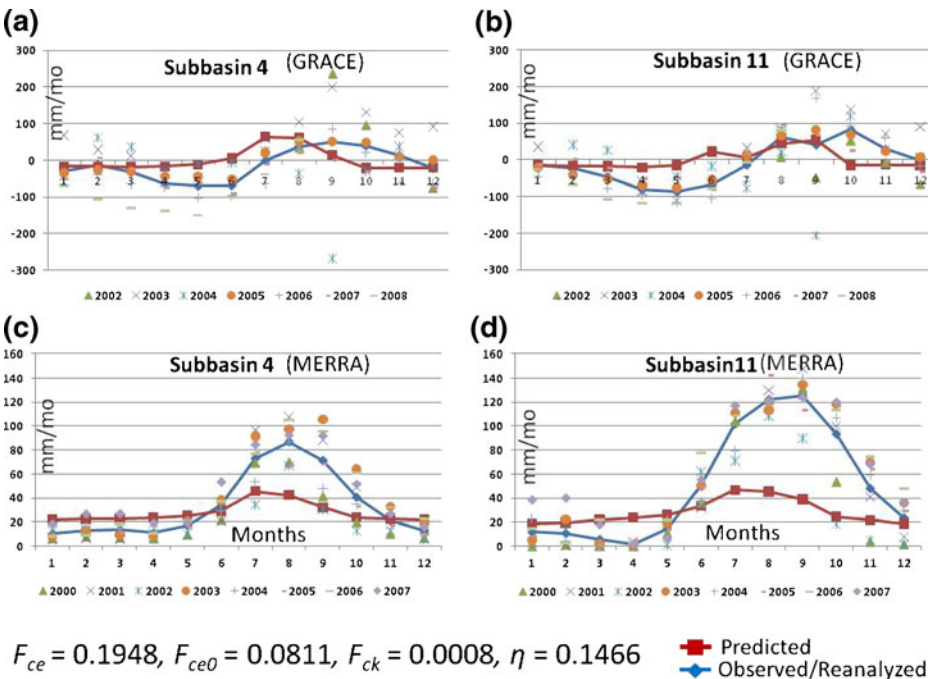 (a)
Subbasin 4 (GRACE)
300
200
100
0
-100
-200
-300
mm/mo
1 2 3 4 5 6 7 8 9 10 11 12
2002 2003 2004 2005 2006 2007 2008
(b)
Subbasin 11 (GRACE)
300
200
100
0
-100
-200
-300
mm/mo
1 2 3 4 5 6 7 8 9 10 11 12
2002 2003 2004 2005 2006 2007 2008
(c)
Subbasin 4 (MERRA)
160
140
120
100
80
60
40
20
0
mm/mo
Months
1 2 3 4 5 6 7 8 9 10 11 12
2000 2001 2002 2003 2004 2005 2006 2007
(d)
Subbasin11 (MERRA)
160
140
120
100
80
60
40
20
0
mm/mo
Months
1 2 3 4 5 6 7 8 9 10 11 12
2000 2001 2002 2003 2004 2005 2006 2007
Fce = 0.1948, Fce0 = 0.0811, Fck = 0.0008, η = 0.1466
Predicted
Observed/Reanalyzed